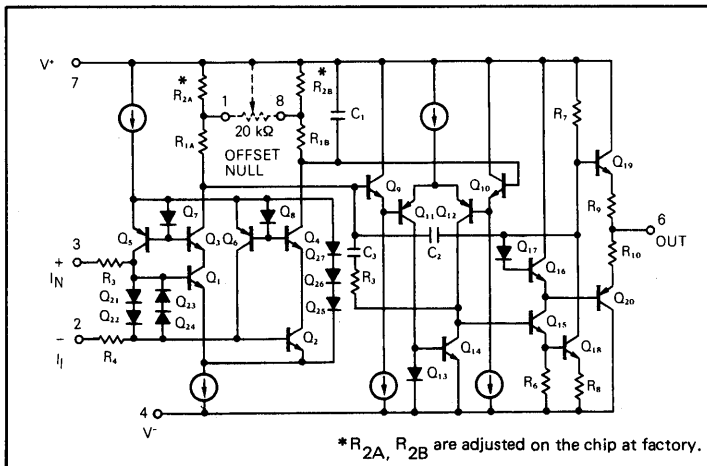 V+
7
*
R2A
1
8
*
R2B
20 kΩ
R1A
R1B
OFFSET
NULL
C1
R7
Q9
Q10
Q19
Q7
Q8
Q11
Q12
R9
6
OUT
Q5
Q3
Q6
Q4
Q27
C3
C2
Q17
R10
3
+
IN
R3
Q1
Q26
R3
Q16
Q21
Q23
Q25
Q20
Q22
Q24
Q15
2
-
II
R4
Q2
Q14
Q18
Q13
R6
R8
4
V-
*R2A, R2B are adjusted on the chip at factory.